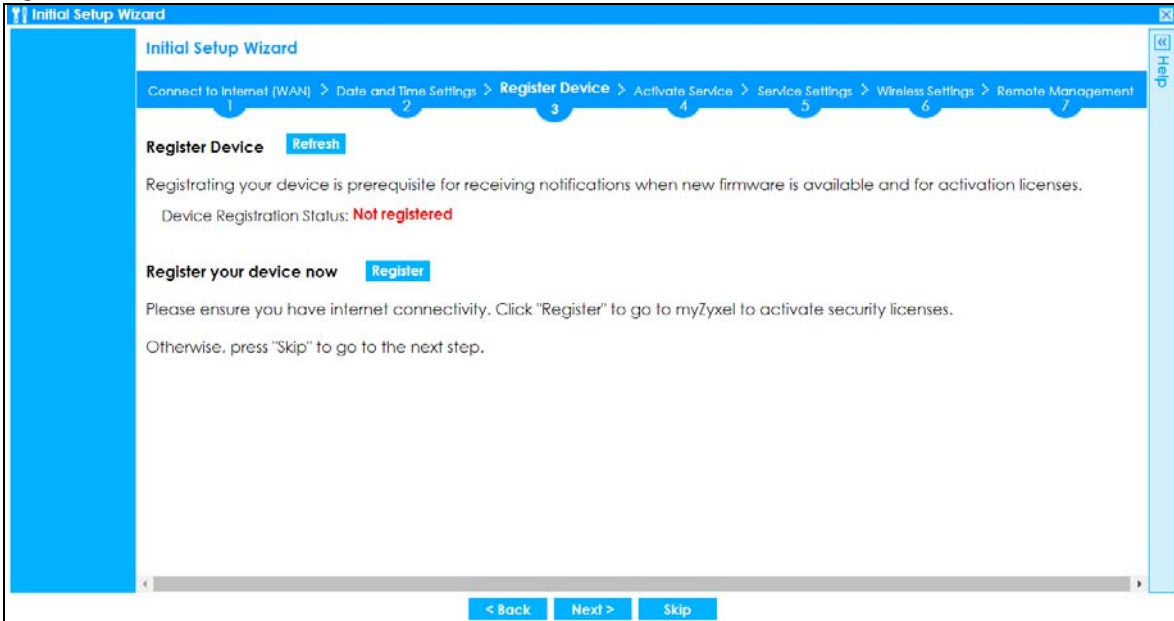 Initial Setup Wizard
Help
Initial Setup Wizard
Connect to Internet (WAN) > Date and Time Settings > Register Device > Activate Service > Service Settings > Wireless Settings > Remote Management
1 2 3 4 5 6 7
Register Device Refresh
Registrating your device is prerequisite for receiving notifications when new firmware is available and for activation licenses.
Device Registration Status: Not registered
Register your device now Register
Please ensure you have internet connectivity. Click "Register" to go to myZyxel to activate security licenses.
Otherwise, press "Skip" to go to the next step.
< Back Next > Skip